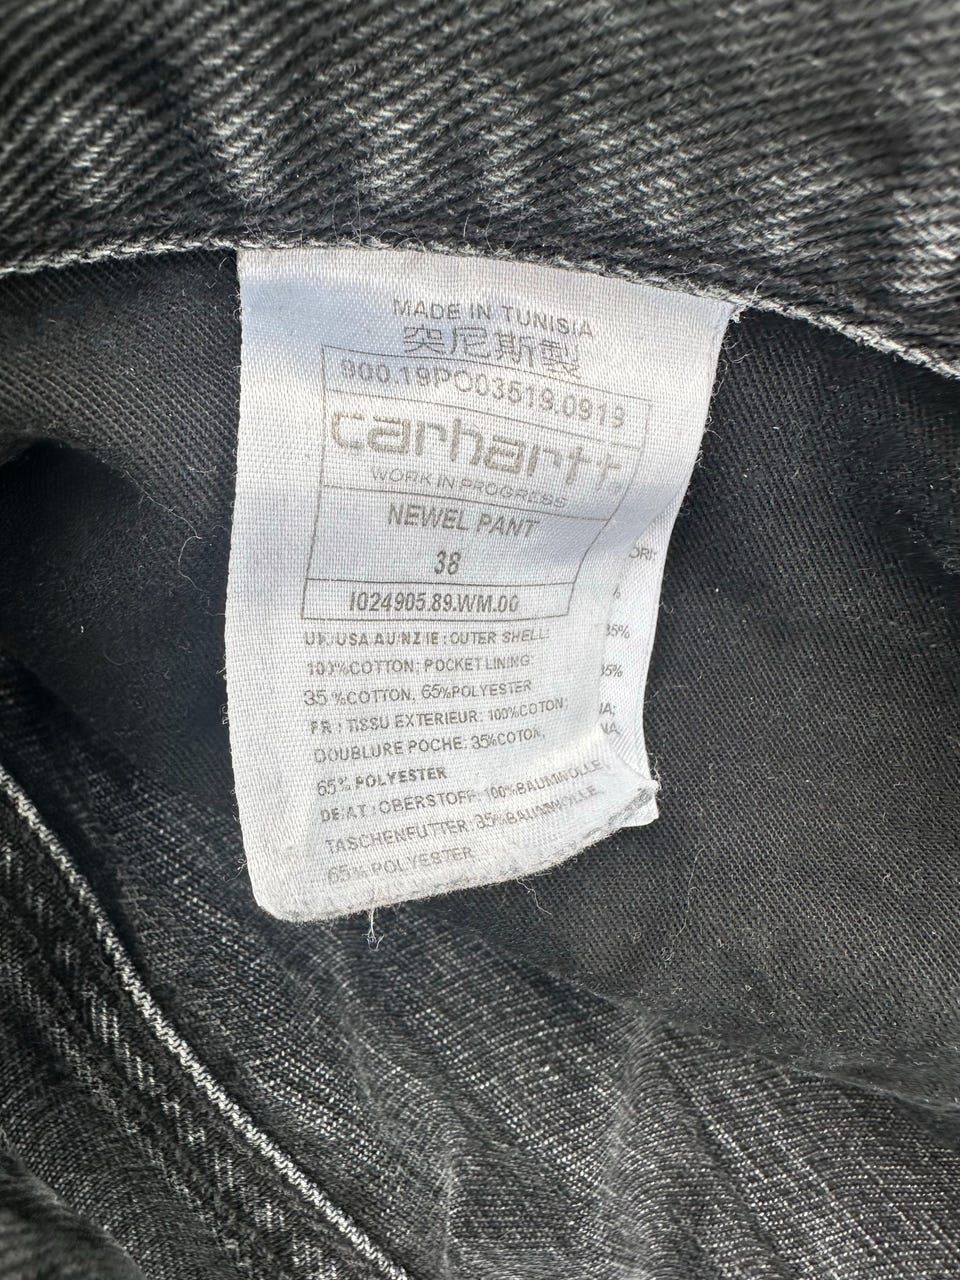 MADE IN TUNISIA
突尼斯製
800.19PO03519.0919
carhartt
WORK IN PROGRESS
NEWEL PANT
38
I024905.89.WM.00
UK,USA AU NZ IE : OUTER SHELL:
100%COTTON; POCKET LINING:
35 %COTTON, 65%POLYESTER
FR : TISSU EXTERIEUR: 100%COTON;
DOUBLURE POCHE: 35%COTON,
65% POLYESTER
DE AT : OBERSTOFF: 100%BAUMWOLLE;
TASCHENFUTTER: 35%BAUMWOLLE,
65% POLYESTER